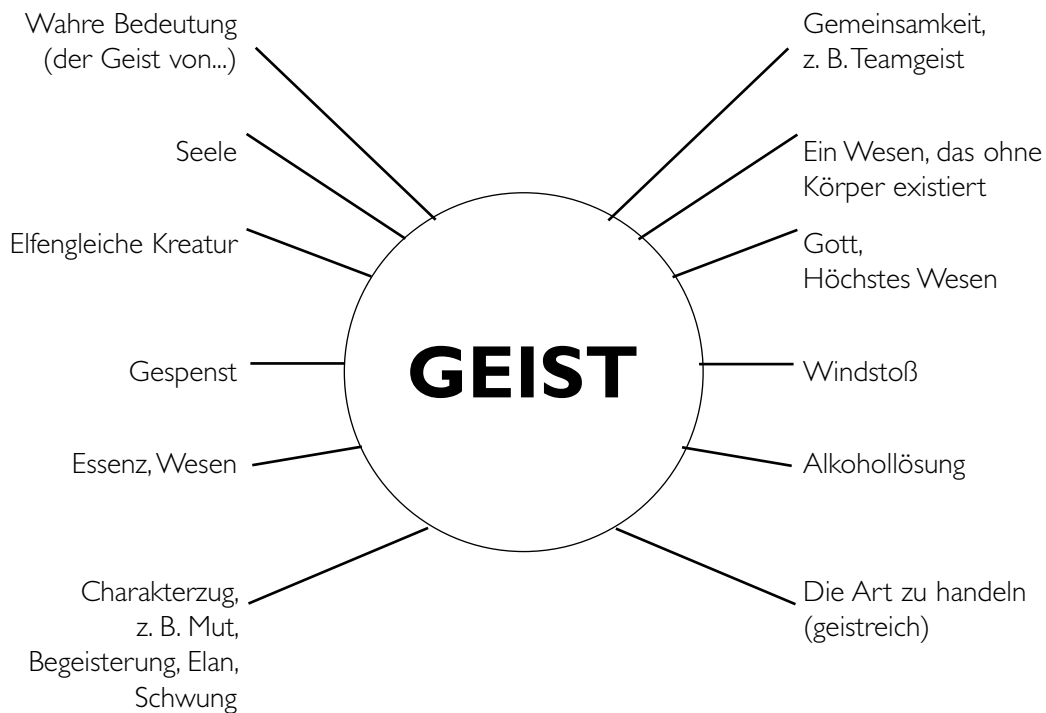 Wahre Bedeutung
(der Geist von...)
Seele
Elfengleiche Kreatur
Gespenst
Essenz, Wesen
Charakterzug,
z. B. Mut,
Begeisterung, Elan,
Schwung
GEIST
Gemeinsamkeit,
z. B. Teamgeist
Ein Wesen, das ohne
Körper existiert
Gott,
Höchstes Wesen
Windstoß
Alkohollösung
Die Art zu handeln
(geistreich)